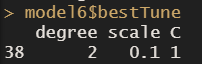 > model6$bestTune
   degree scale C
38      2   0.1 1